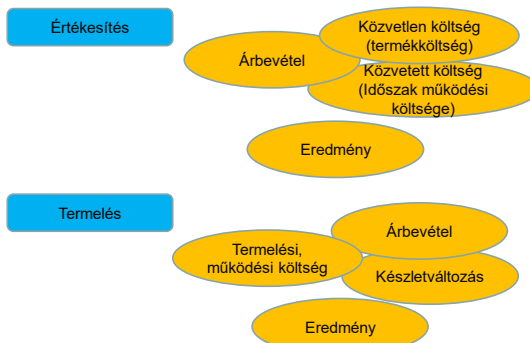 Értékesítés
Árbevétel
Közvetlen költség
(termékköltség)
Közvetett költség
(Időszak működési
költsége)
Eredmény
Termelés
Termelési,
működési költség
Árbevétel
Készletváltozás
Eredmény